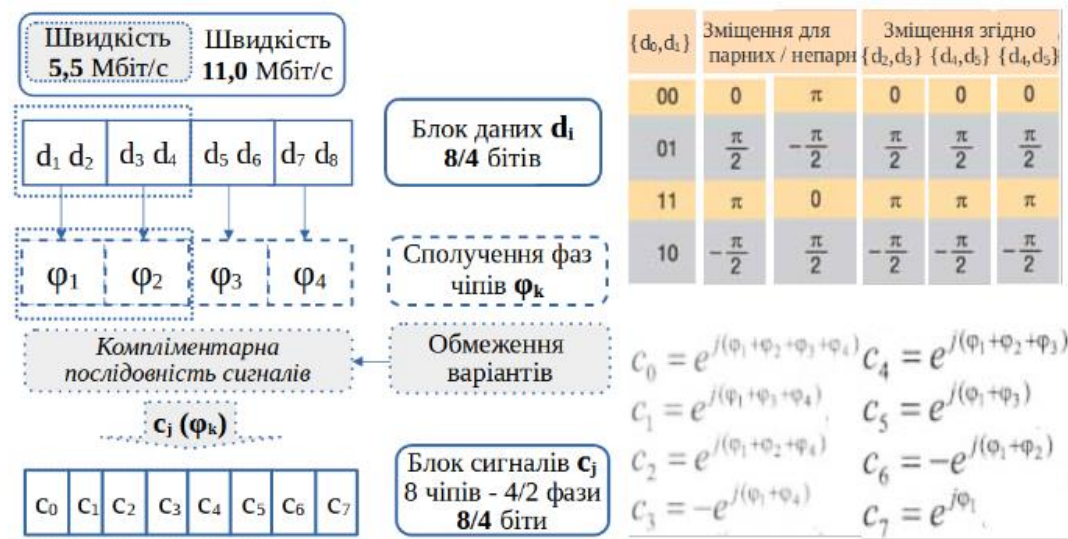 Швидкість
5,5 Мбіт/с
Швидкість
11,0 Мбіт/с
d₁ d₂ d₃ d₄ d₅ d₆ d₇ d₈
Блок даних dᵢ
8/4 бітів
φ₁ φ₂ φ₃ φ₄
Сполучення фаз
чіпів φₖ
Компліментарна
послідовність сигналів
Обмеження
варіантів
cⱼ (φₖ)
c₀ c₁ c₂ c₃ c₄ c₅ c₆ c₇
Блок сигналів cⱼ
8 чіпів - 4/2 фази
8/4 біти
{d₀,d₁} Зміщення для Зміщення згідно
парних / непарн {d₂,d₃} {d₄,d₅} {d₄,d₅}
00 0 π 0 0 0
01 π/2 -π/2 π/2 π/2 π/2
11 π 0 π π π
10 -π/2 π/2 -π/2 -π/2 -π/2
c₀ = e^{j(φ₁+φ₂+φ₃+φ₄)}
c₁ = e^{j(φ₁+φ₃+φ₄)}
c₂ = e^{j(φ₁+φ₂+φ₄)}
c₃ = -e^{j(φ₁+φ₄)}
c₄ = e^{j(φ₁+φ₂+φ₃)}
c₅ = e^{j(φ₁+φ₃)}
c₆ = -e^{j(φ₁+φ₂)}
c₇ = e^{jφ₁}